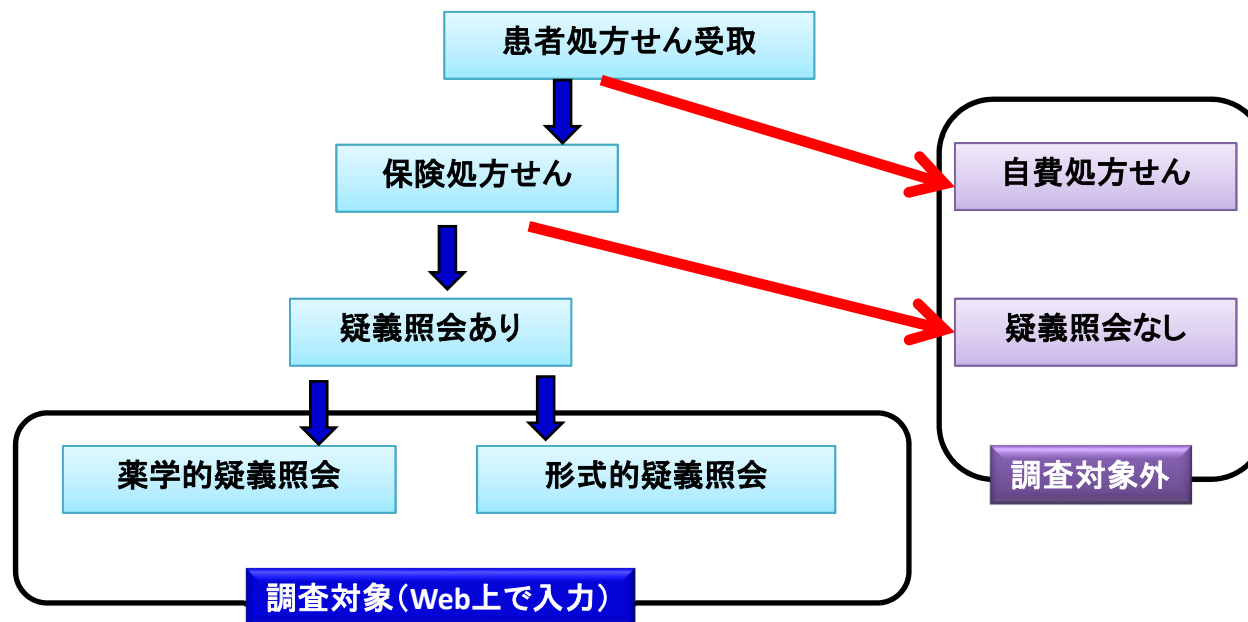 患者処方せん受取
保険処方せん
自費処方せん
疑義照会あり
疑義照会なし
薬学的疑義照会
形式的疑義照会
調査対象外
調査対象（Web上で入力）